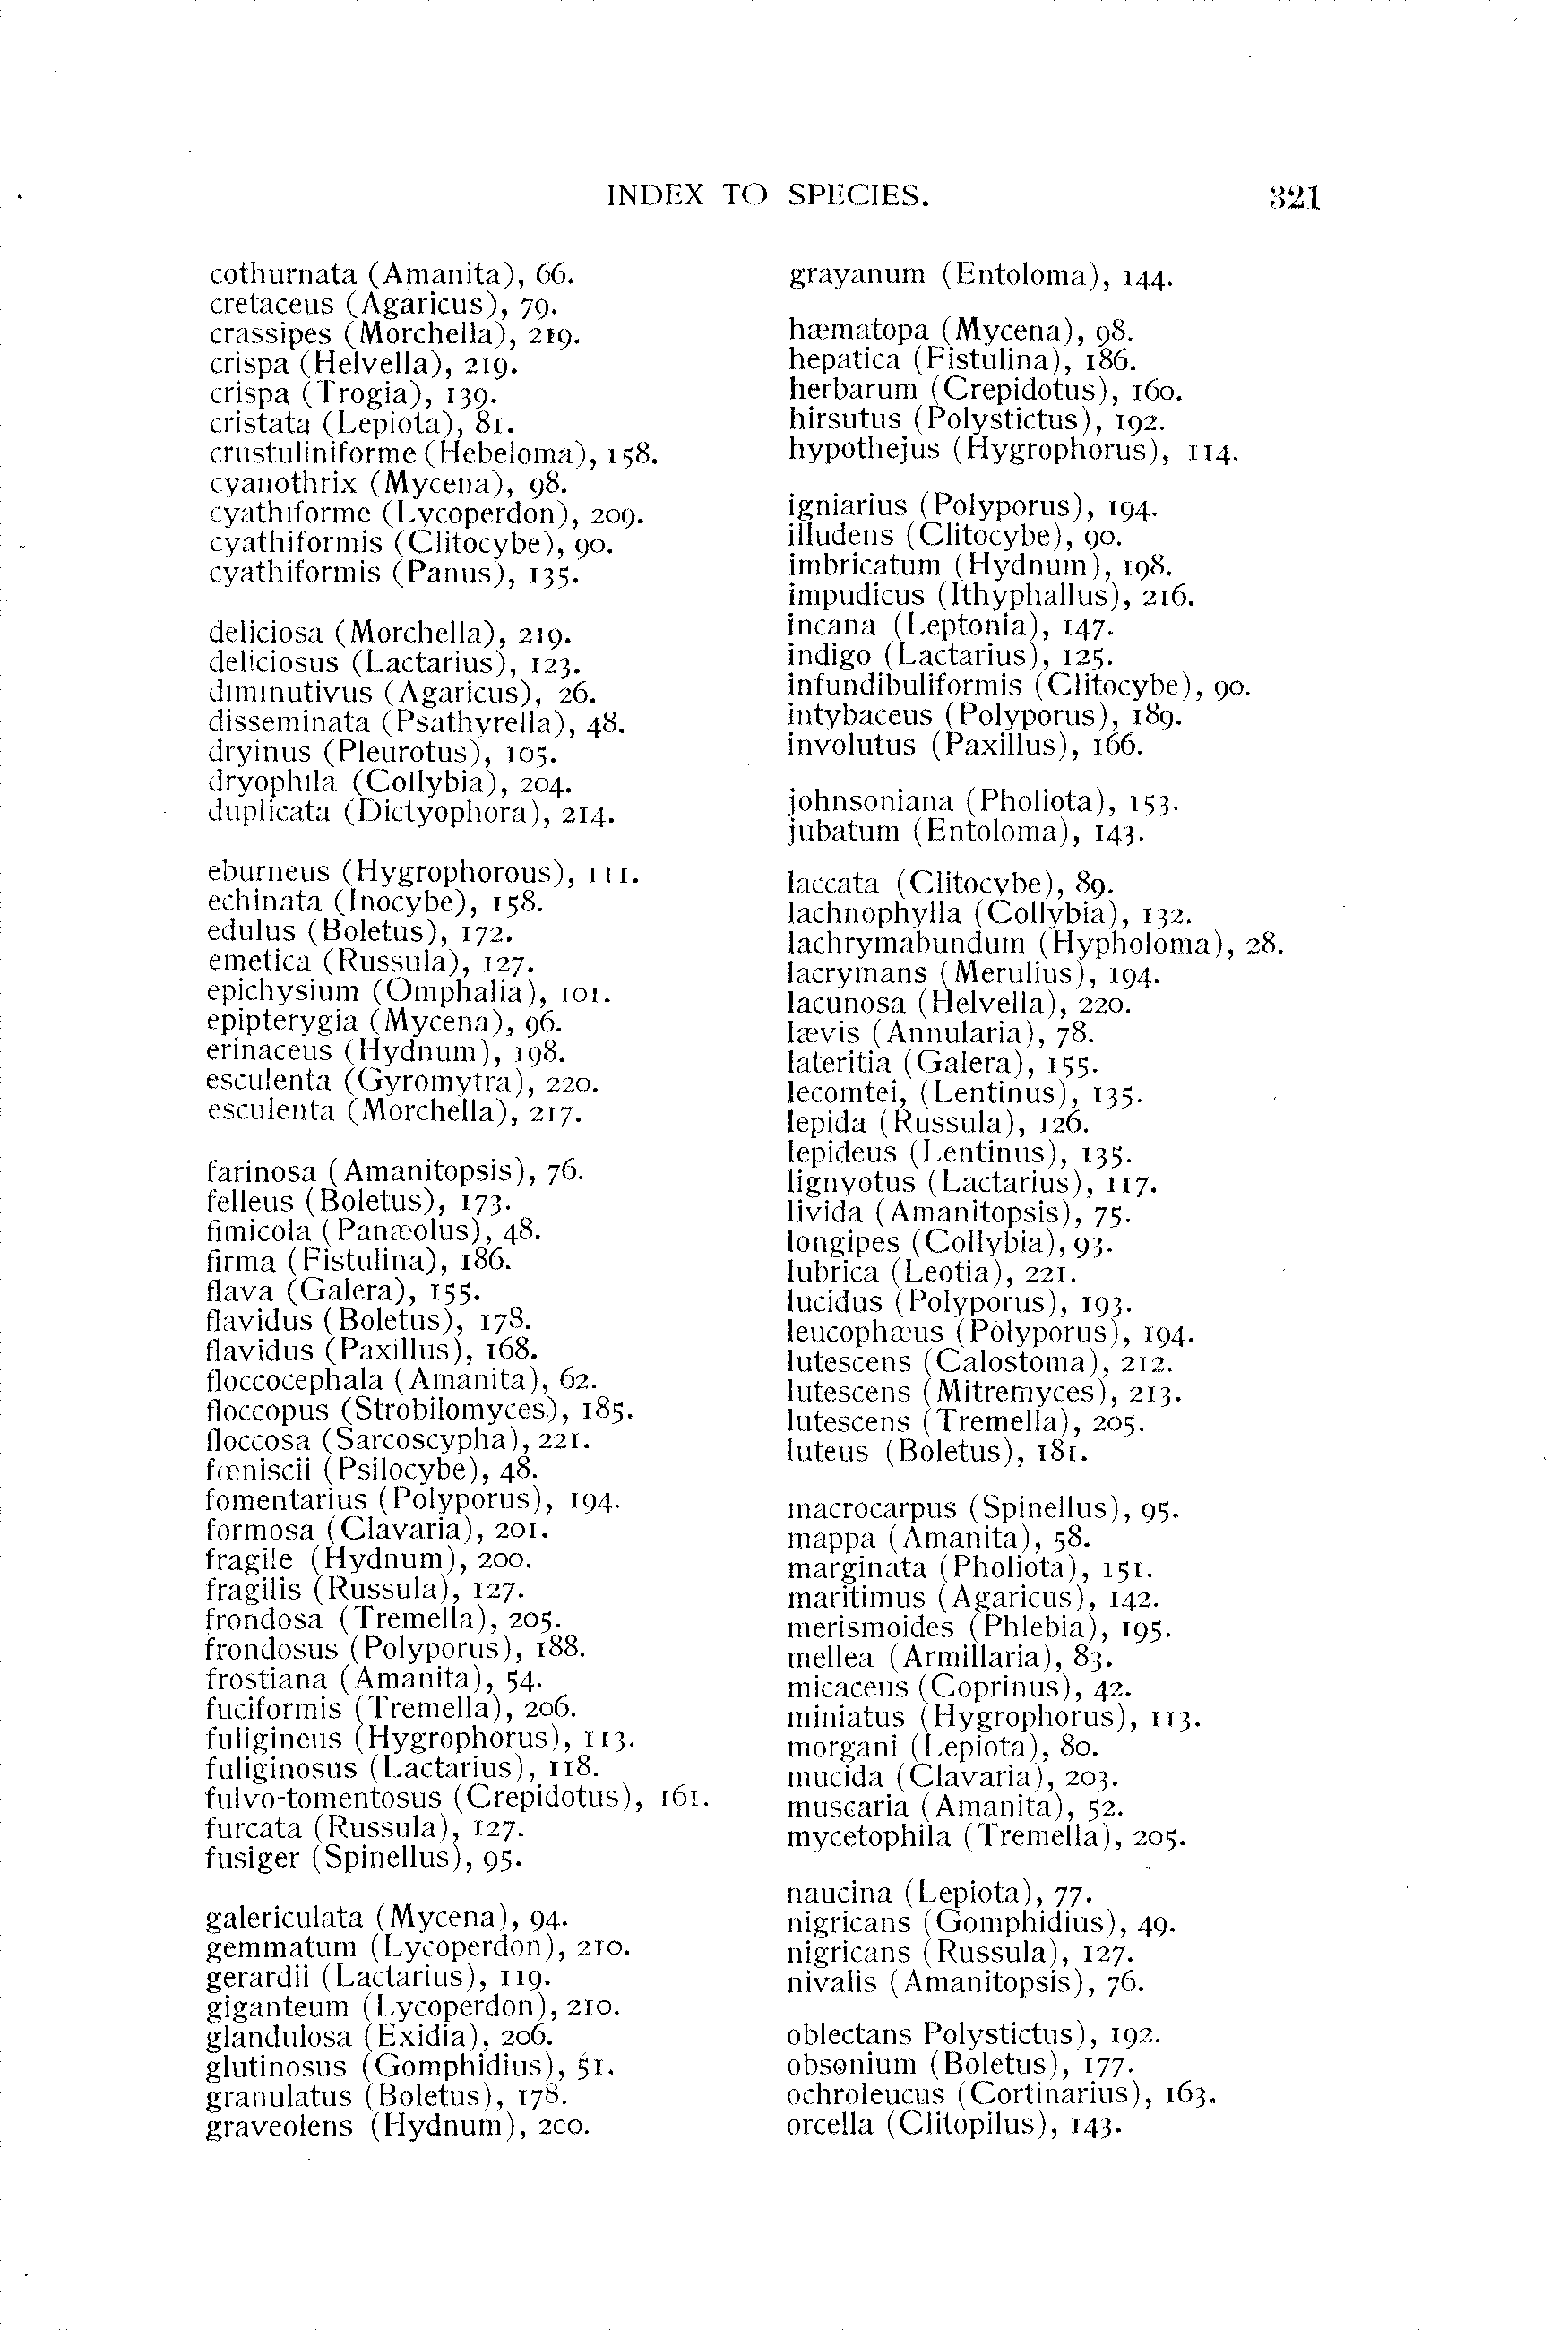 INDEX TO SPECIES. 321
cothurnata (Amanita), 66.
cretaceus (Agaricus), 79.
crassipes (Morchella), 219.
crispa (Helvella), 219.
crispa (Trogia), 139.
cristata (Lepiota), 81.
crustuliniforme (Hebeloma), 158.
cyanothrix (Mycena), 98.
cyathiforme (Lycoperdon), 209.
cyathiformis (Clitocybe), 90.
cyathiformis (Panus), 135.
deliciosa (Morchella), 219.
deliciosus (Lactarius), 123.
diminutivus (Agaricus), 26.
disseminata (Psathyrella), 48.
dryinus (Pleurotus), 105.
dryophila (Collybia), 204.
duplicata (Dictyophora), 214.
eburneus (Hygrophorous), 111.
echinata (Inocybe), 158.
edulus (Boletus), 172.
emetica (Russula), 127.
epichysium (Omphalia), 101.
epipterygia (Mycena), 96.
erinaceus (Hydnum), 198.
esculenta (Gyromytra), 220.
esculenta (Morchella), 217.
farinosa (Amanitopsis), 76.
felleus (Boletus), 173.
fimicola (Panæolus), 48.
firma (Fistulina), 186.
flava (Galera), 155.
flavidus (Boletus), 178.
flavidus (Paxillus), 168.
floccocephala (Amanita), 62.
floccopus (Strobilomyces), 185.
floccosa (Sarcoscypha), 221.
fœniscii (Psilocybe), 48.
fomentarius (Polyporus), 194.
formosa (Clavaria), 201.
fragile (Hydnum), 200.
fragilis (Russula), 127.
frondosa (Tremella), 205.
frondosus (Polyporus), 188.
frostiana (Amanita), 54.
fuciformis (Tremella), 206.
fuligineus (Hygrophorus), 113.
fuliginosus (Lactarius), 118.
fulvo-tomentosus (Crepidotus), 161.
furcata (Russula), 127.
fusiger (Spinellus), 95.
galericulata (Mycena), 94.
gemmatum (Lycoperdon), 210.
gerardii (Lactarius), 119.
giganteum (Lycoperdon), 210.
glandulosa (Exidia), 206.
glutinosus (Gomphidius), 51.
granulatus (Boletus), 178.
graveolens (Hydnum), 200.
grayanum (Entoloma), 144.
hæmatopa (Mycena), 98.
hepatica (Fistulina), 186.
herbarum (Crepidotus), 160.
hirsutus (Polystictus), 192.
hypothejus (Hygrophorus), 114.
igniarius (Polyporus), 194.
illudens (Clitocybe), 90.
imbricatum (Hydnum), 198.
impudicus (Ithyphallus), 216.
incana (Leptonia), 147.
indigo (Lactarius), 125.
infundibuliformis (Clitocybe), 90.
intybaceus (Polyporus), 189.
involutus (Paxillus), 166.
johnsoniana (Pholiota), 153.
jubatum (Entoloma), 143.
laccata (Clitocybe), 89.
lachnophylla (Collybia), 132.
lachrymabundum (Hypholoma), 28.
lacrymans (Merulius), 194.
lacunosa (Helvella), 220.
lævis (Annularia), 78.
lateritia (Galera), 155.
lecomtei, (Lentinus), 135.
lepida (Russula), 126.
lepideus (Lentinus), 135.
lignyotus (Lactarius), 117.
livida (Amanitopsis), 75.
longipes (Collybia), 93.
lubrica (Leotia), 221.
lucidus (Polyporus), 193.
leucophæus (Polyporus), 194.
lutescens (Calostoma), 212.
lutescens (Mitremyces), 213.
lutescens (Tremella), 205.
luteus (Boletus), 181.
macrocarpus (Spinellus), 95.
mappa (Amanita), 58.
marginata (Pholiota), 151.
maritimus (Agaricus), 142.
merismoides (Phlebia), 195.
mellea (Armillaria), 83.
micaceus (Coprinus), 42.
miniatus (Hygrophorus), 113.
morgani (Lepiota), 80.
mucida (Clavaria), 203.
muscaria (Amanita), 52.
mycetophila (Tremella), 205.
naucina (Lepiota), 77.
nigricans (Gomphidius), 49.
nigricans (Russula), 127.
nivalis (Amanitopsis), 76.
oblectans Polystictus), 192.
obsonium (Boletus), 177.
ochroleucus (Cortinarius), 163.
orcella (Clitopilus), 143.